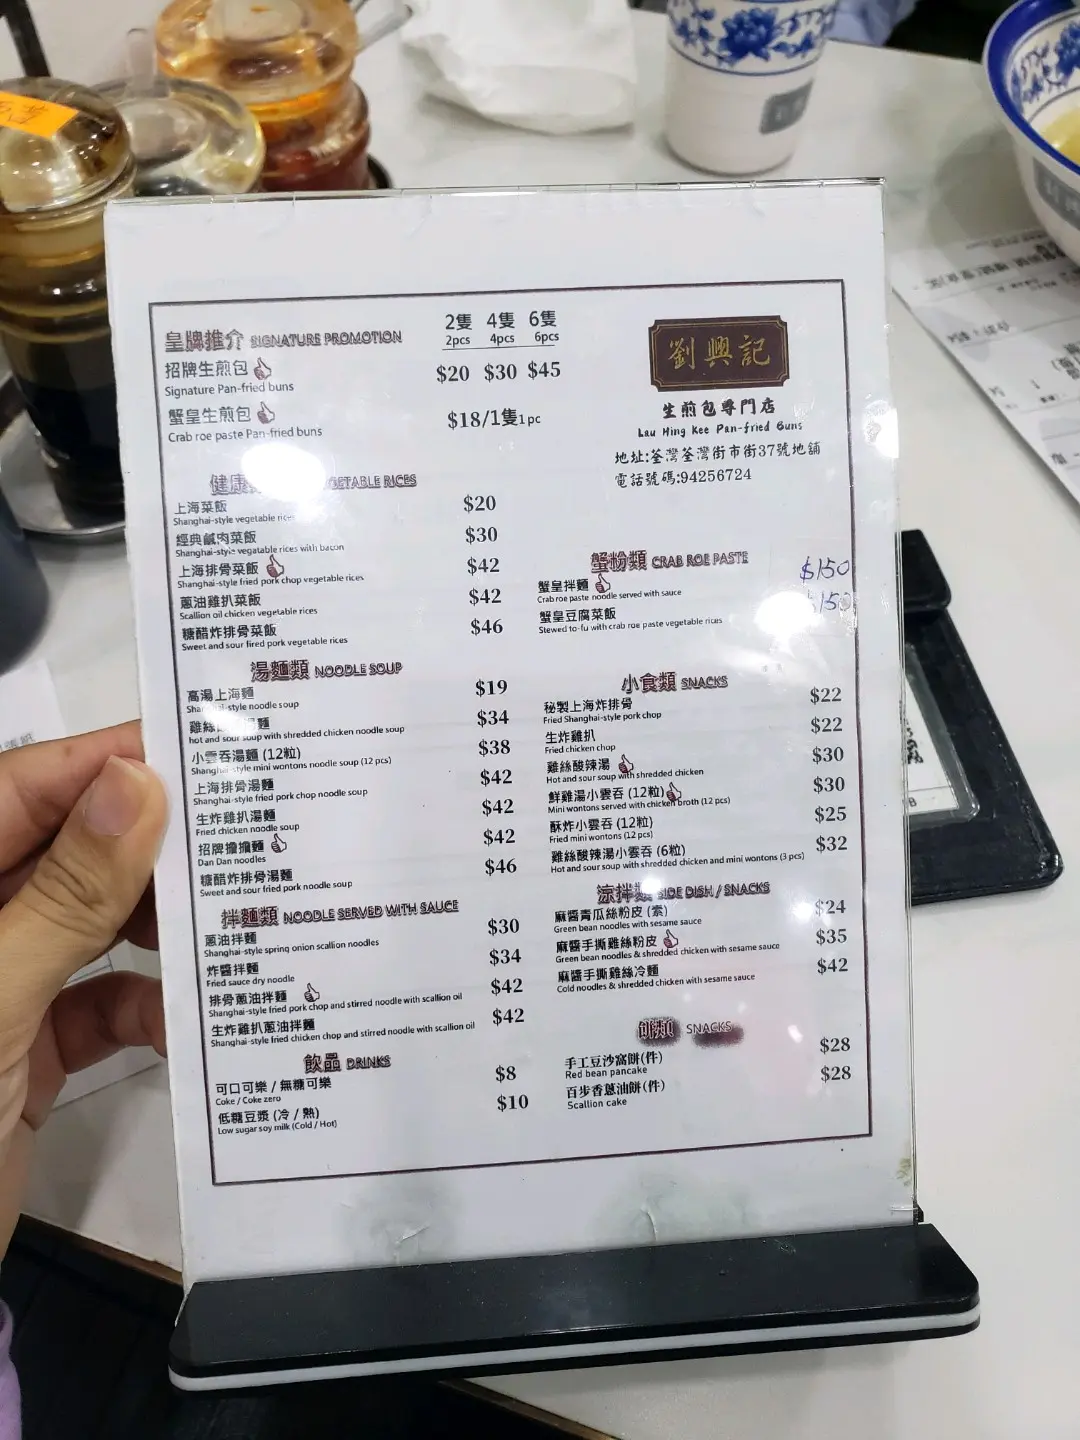 皇牌推介 SIGNATURE PROMOTION
2隻 4隻 6隻
2pcs 4pcs 6pcs
招牌生煎包 $20 $30 $45
Signature Pan-fried buns
蟹皇生煎包 $18/1隻1pc
Crab roe paste Pan-fried buns
劉興記
生煎包專門店
Lau Hing Kee Pan-fried Buns
地址:荃灣荃灣街市街37號地舖
電話號碼:94256724
健康 VEGETABLE RICES
上海菜飯 $20
Shanghai-style vegetable rices
經典鹹肉菜飯 $30
Shanghai-style vegatable rices with bacon
上海排骨菜飯 $42
Shanghai-style fried pork chop vegetable rices
蔥油雞扒菜飯 $42
Scallion oil chicken vegetable rices
糖醋炸排骨菜飯 $46
Sweet and sour fired pork vegetable rices
湯麵類 NOODLE SOUP
高湯上海麵 $19
Shanghai-style noodle soup
雞絲 湯麵 $34
hot and sour soup with shredded chicken noodle soup
小雲吞湯麵 (12粒) $38
Shanghai-style mini wontons noodle soup (12 pcs)
上海排骨湯麵 $42
Shanghai-style fried pork chop noodle soup
生炸雞扒湯麵 $42
Fried chicken noodle soup
招牌擔擔麵 $42
Dan Dan noodles
糖醋炸排骨湯麵 $46
Sweet and sour fried pork noodle soup
拌麵類 NOODLE SERVED WITH SAUCE
蔥油拌麵 $30
Shanghai-style spring onion scallion noodles
炸醬拌麵 $34
Fried sauce dry noodle
排骨蔥油拌麵 $42
Shanghai-style fried pork chop and stirred noodle with scallion oil
生炸雞扒蔥油拌麵 $42
Shanghai-style fried chicken chop and stirred noodle with scallion oil
飲品 DRINKS
可口可樂 / 無糖可樂 $8
Coke / Coke zero
低糖豆漿 (冷 / 熱) $10
Low sugar soy milk (Cold / Hot)
蟹粉類 CRAB ROE PASTE
蟹皇拌麵 $150
Crab roe paste noodle served with sauce
蟹皇豆腐菜飯 $150
Stewed to-fu with crab roe paste vegetable rices
小食類 SNACKS
秘製上海炸排骨 $22
Fried Shanghai-style pork chop
生炸雞扒 $22
Fried chicken chop
雞絲酸辣湯 $30
Hot and sour soup with shredded chicken
鮮雞湯小雲吞 (12粒) $30
Mini wontons served with chicken broth (12 pcs)
酥炸小雲吞 (12粒) $25
Fried mini wontons (12 pcs)
雞絲酸辣湯小雲吞 (6粒) $32
Hot and sour soup with shredded chicken and mini wontons (3 pcs)
涼拌類 SIDE DISH / SNACKS
麻醬青瓜絲粉皮 (素) $24
Green bean noodles with sesame sauce
麻醬手撕雞絲粉皮 $35
Green bean noodles & shredded chicken with sesame sauce
麻醬手撕雞絲冷麵 $42
Cold noodles & shredded chicken with sesame sauce
餅類 SNACKS
手工豆沙窩餅(件) $28
Red bean pancake
百步香蔥油餅(件) $28
Scallion cake